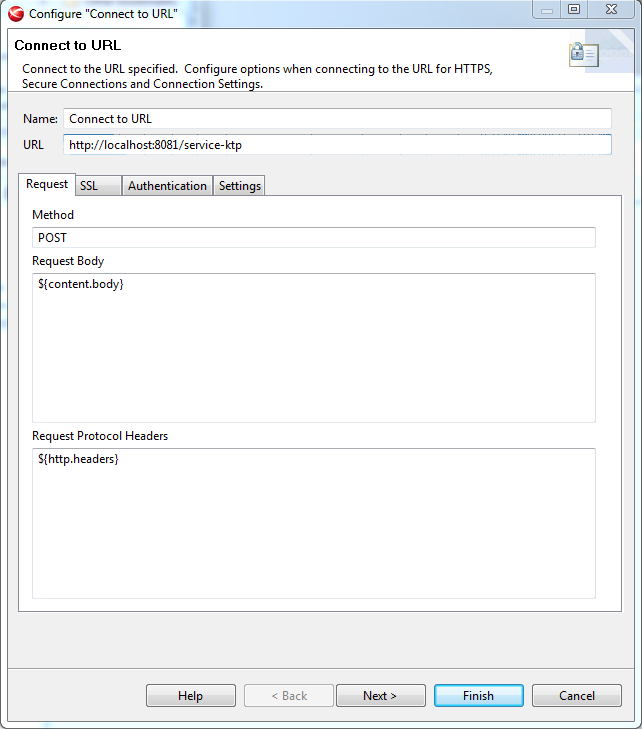 Configure "Connect to URL"
Connect to URL
Connect to the URL specified. Configure options when connecting to the URL for HTTPS,
Secure Connections and Connection Settings.
Name: Connect to URL
URL http://localhost:8081/service-ktp
Request SSL Authentication Settings
Method
POST
Request Body
${content.body}
Request Protocol Headers
${http.headers}
Help < Back Next > Finish Cancel